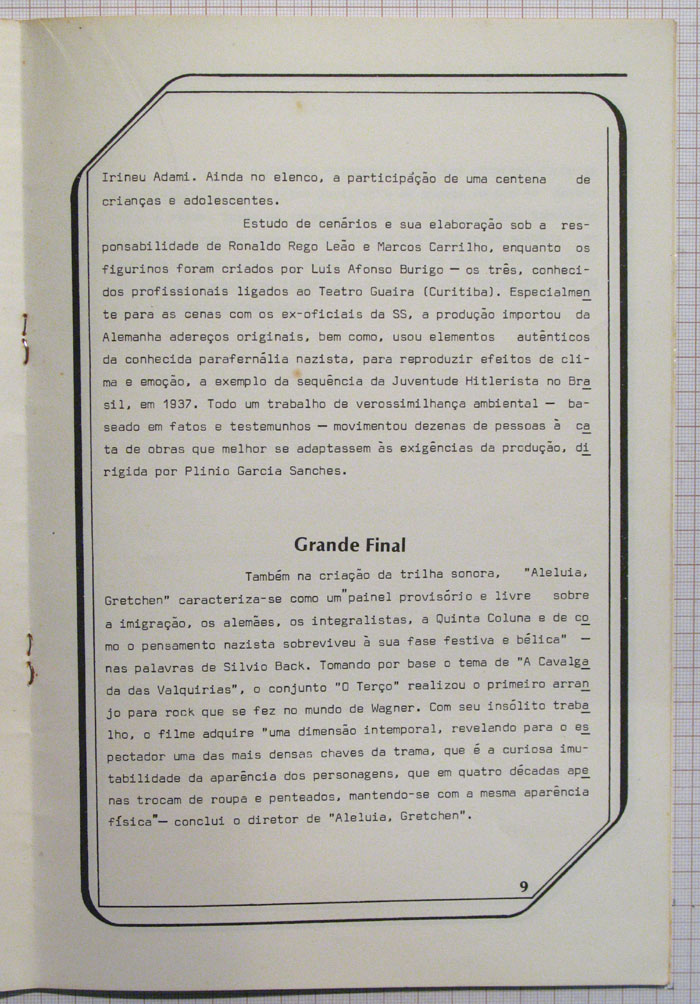 Irineu Adami. Ainda no elenco, a participáção de uma centena de
crianças e adolescentes.
Estudo de cenários e sua elaboração sob a res-
ponsabilidade de Ronaldo Rego Leão e Marcos Carrilho, enquanto os
figurinos foram criados por Luis Afonso Burigo — os três, conheci-
dos profissionais ligados ao Teatro Guaira (Curitiba). Especialmen
te para as cenas com os ex-oficiais da SS, a produção importou da
Alemanha adereços originais, bem como, usou elementos autênticos
da conhecida parafernália nazista, para reproduzir efeitos de cli-
ma e emoção, a exemplo da sequência da Juventude Hitlerista no Bra
sil, em 1937. Todo um trabalho de verossimilhança ambiental — ba-
seado em fatos e testemunhos — movimentou dezenas de pessoas à ca
ta de obras que melhor se adaptassem às exigências da produção, di
rigida por Plinio Garcia Sanches.
Grande Final
Também na criação da trilha sonora, "Aleluia,
Gretchen" caracteriza-se como um"painel provisório e livre sobre
a imigração, os alemães, os integralistas, a Quinta Coluna e de co
mo o pensamento nazista sobreviveu à sua fase festiva e bélica" —
nas palavras de Silvio Back. Tomando por base o tema de "A Cavalga
da das Valquirias", o conjunto "O Terço" realizou o primeiro arran
jo para rock que se fez no mundo de Wagner. Com seu insólito traba
lho, o filme adquire "uma dimensão intemporal, revelando para o es
pectador uma das mais densas chaves da trama, que é a curiosa imu-
tabilidade da aparência dos personagens, que em quatro décadas ape
nas trocam de roupa e penteados, mantendo-se com a mesma aparência
física"— conclui o diretor de "Aleluia, Gretchen".
9